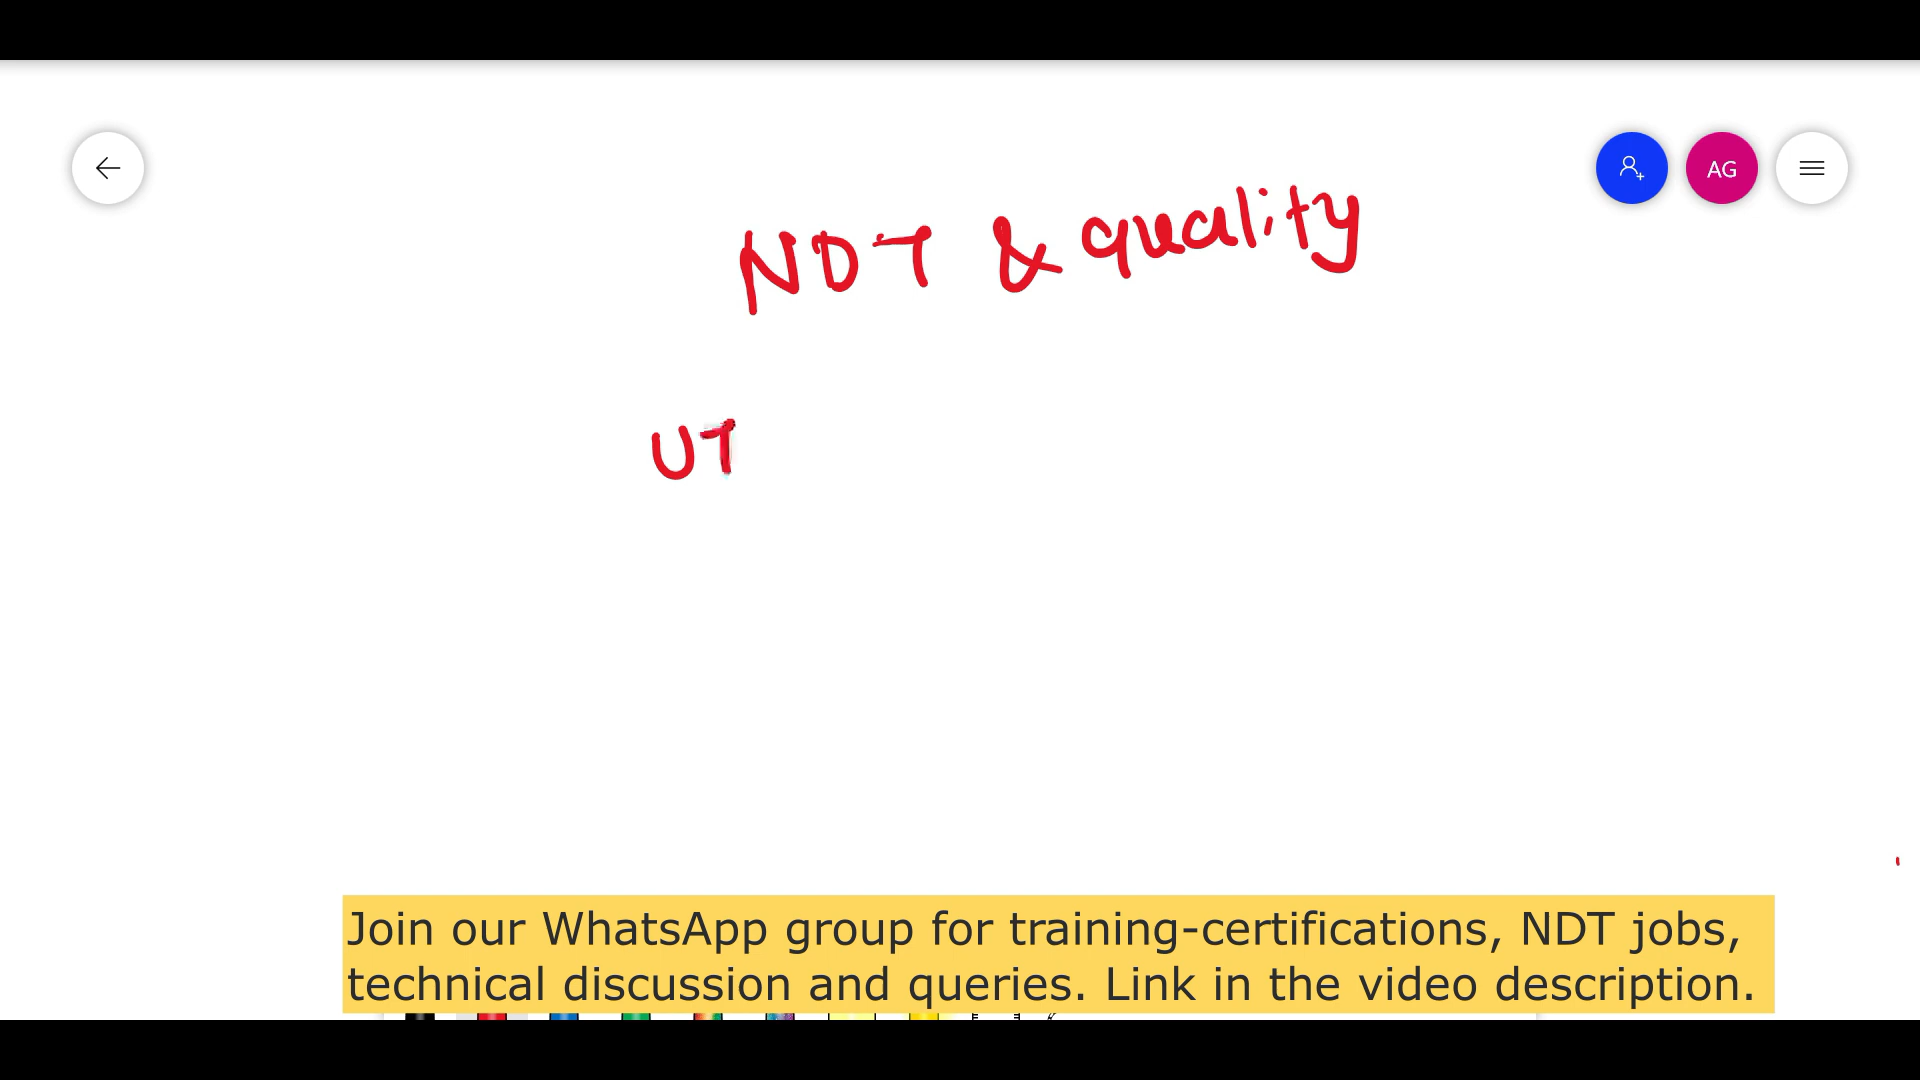 AG
NDT & quality
UT
Join our WhatsApp group for training-certifications, NDT jobs,
technical discussion and queries. Link in the video description.